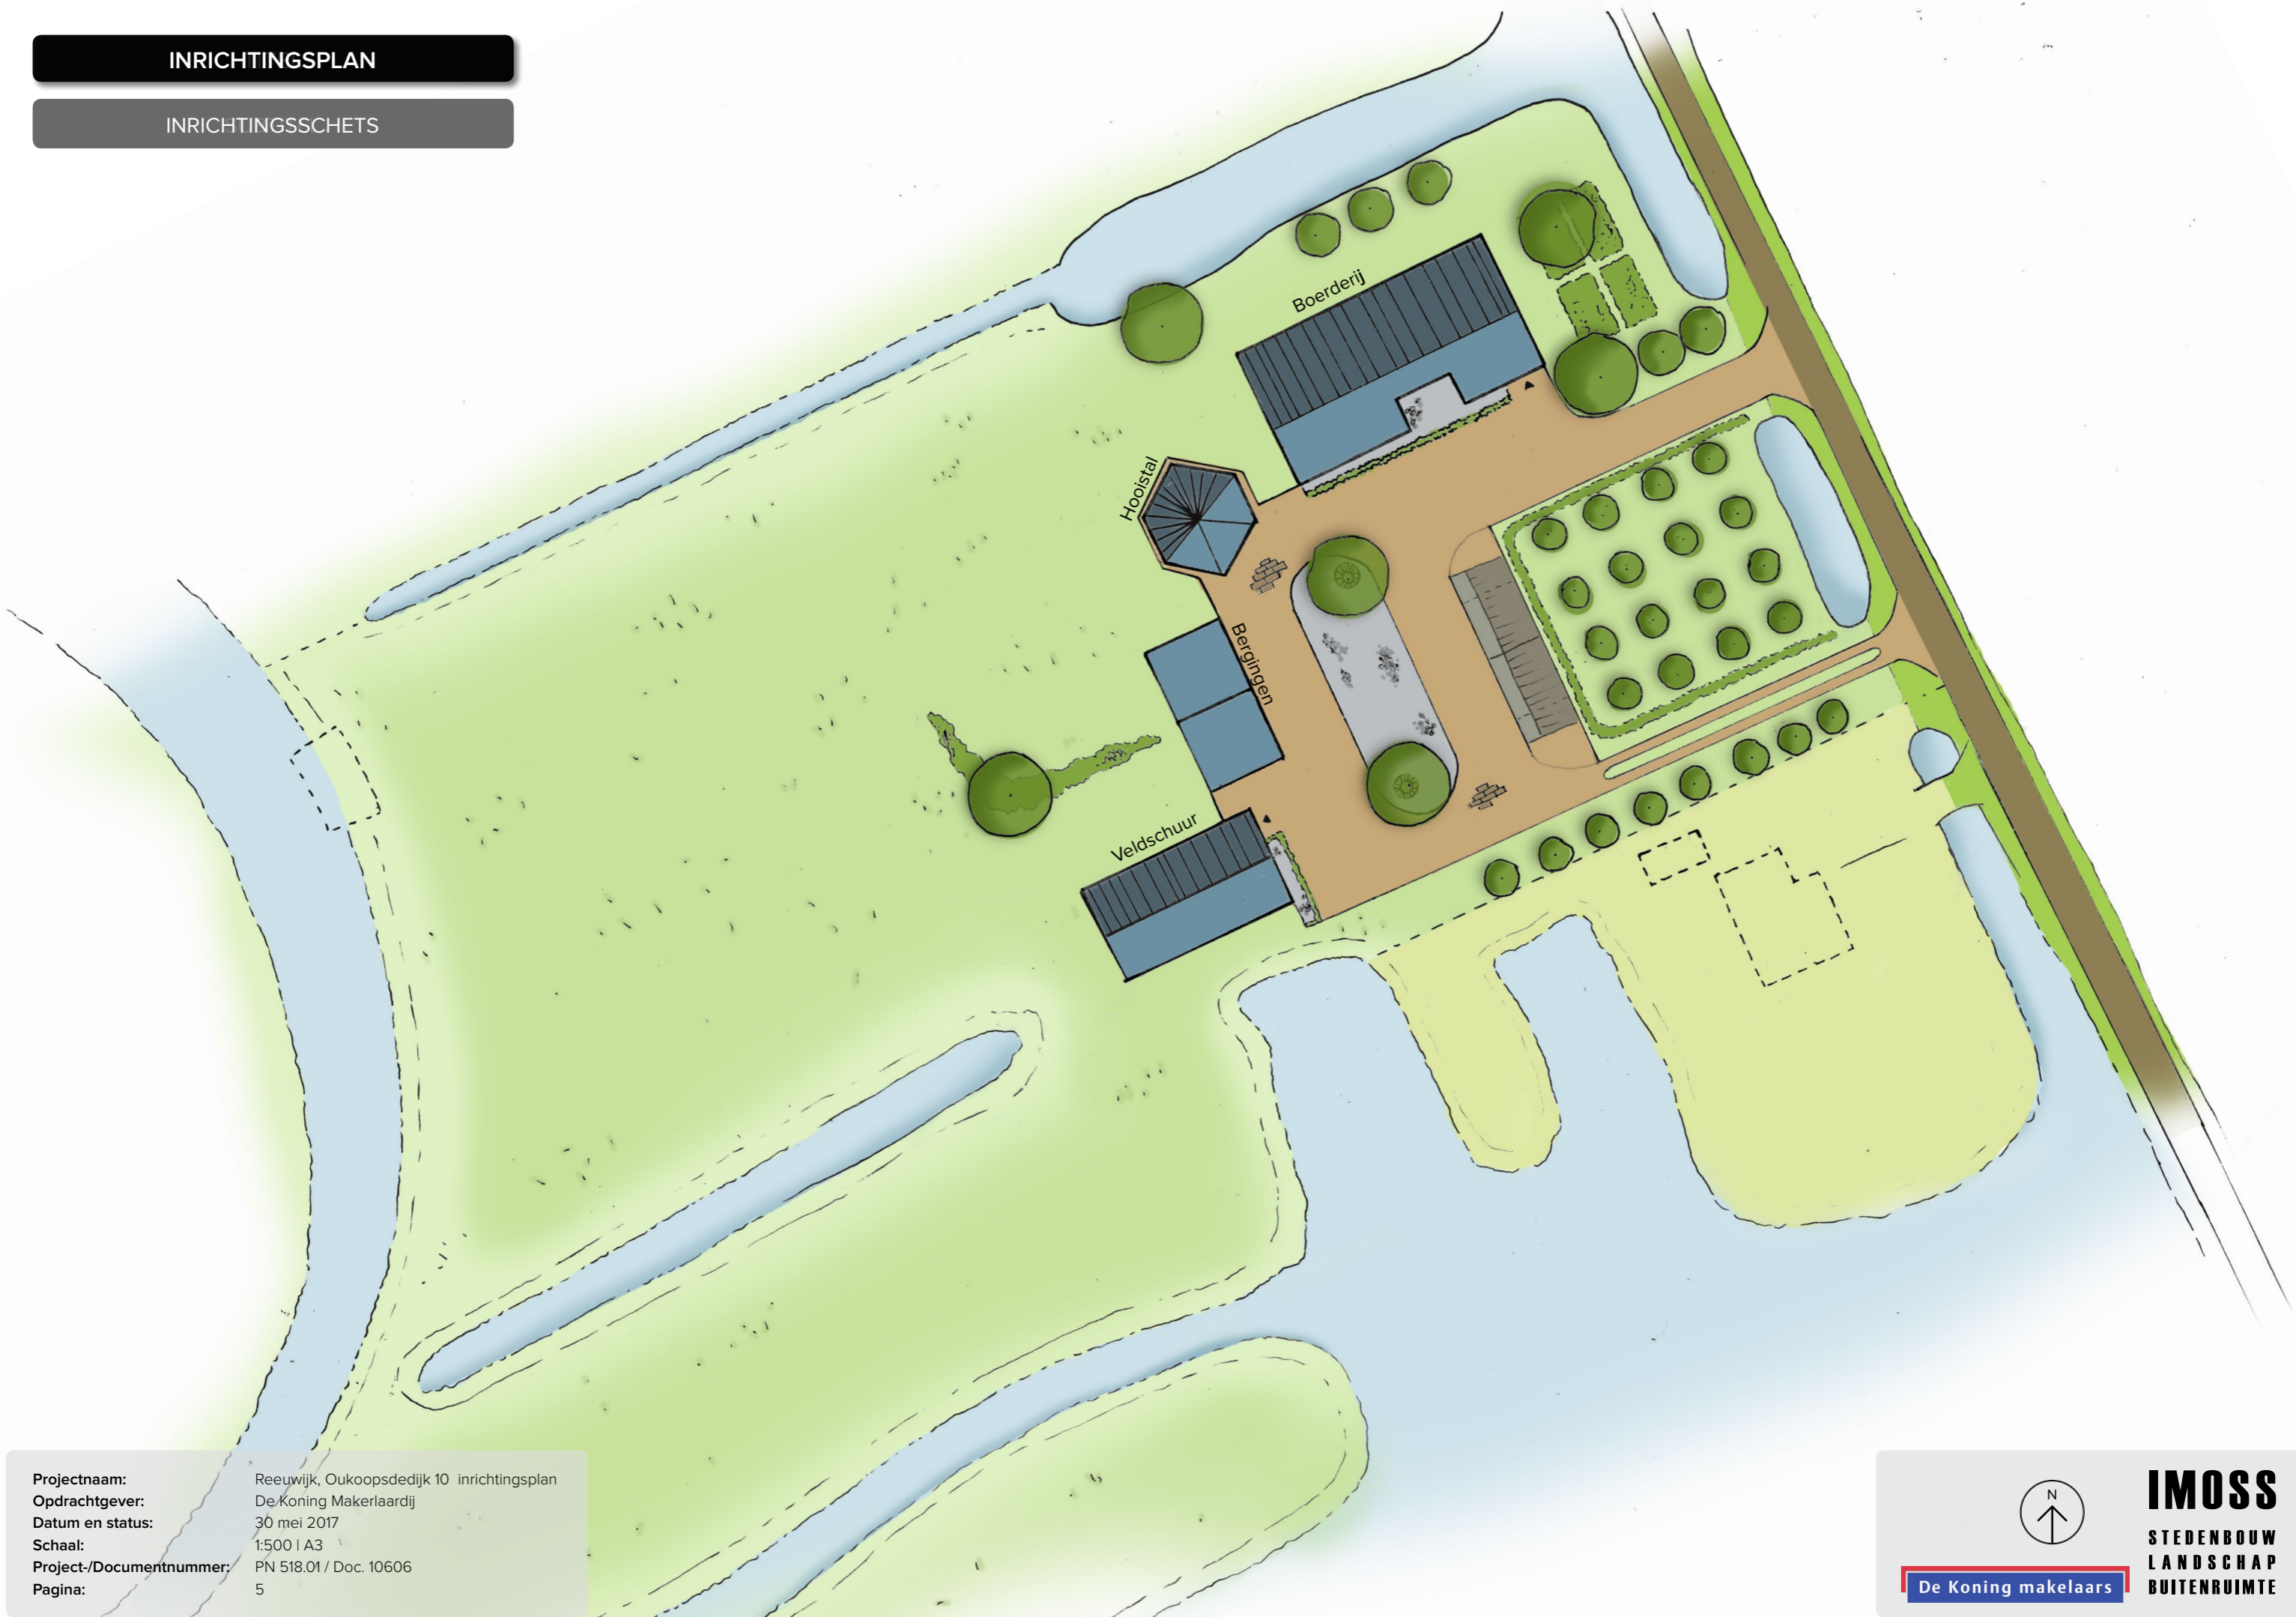 INRICHTINGSPLAN
INRICHTINGSSCHETS
Boerderij
Hooistal
Bergingen
Veldschuur
Projectnaam: Reeuwijk, Oukoopsdedijk 10 inrichtingsplan
Opdrachtgever: De Koning Makerlaardij
Datum en status: 30 mei 2017
Schaal: 1:500 | A3
Project-/Documentnummer: PN 518.01 / Doc. 10606
Pagina: 5
N
De Koning makelaars
IMOSS
STEDENBOUW
LANDSCHAP
BUITENRUIMTE